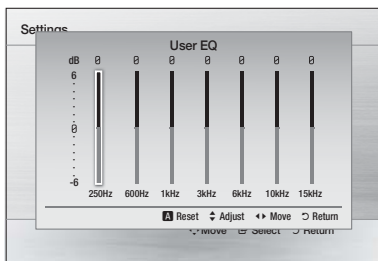 Settings
User EQ
dB 0 0 0 0 0 0 0
6
0
-6
250Hz 600Hz 1kHz 3kHz 6kHz 10kHz 15kHz
A Reset Adjust Move Return
Move Select Return